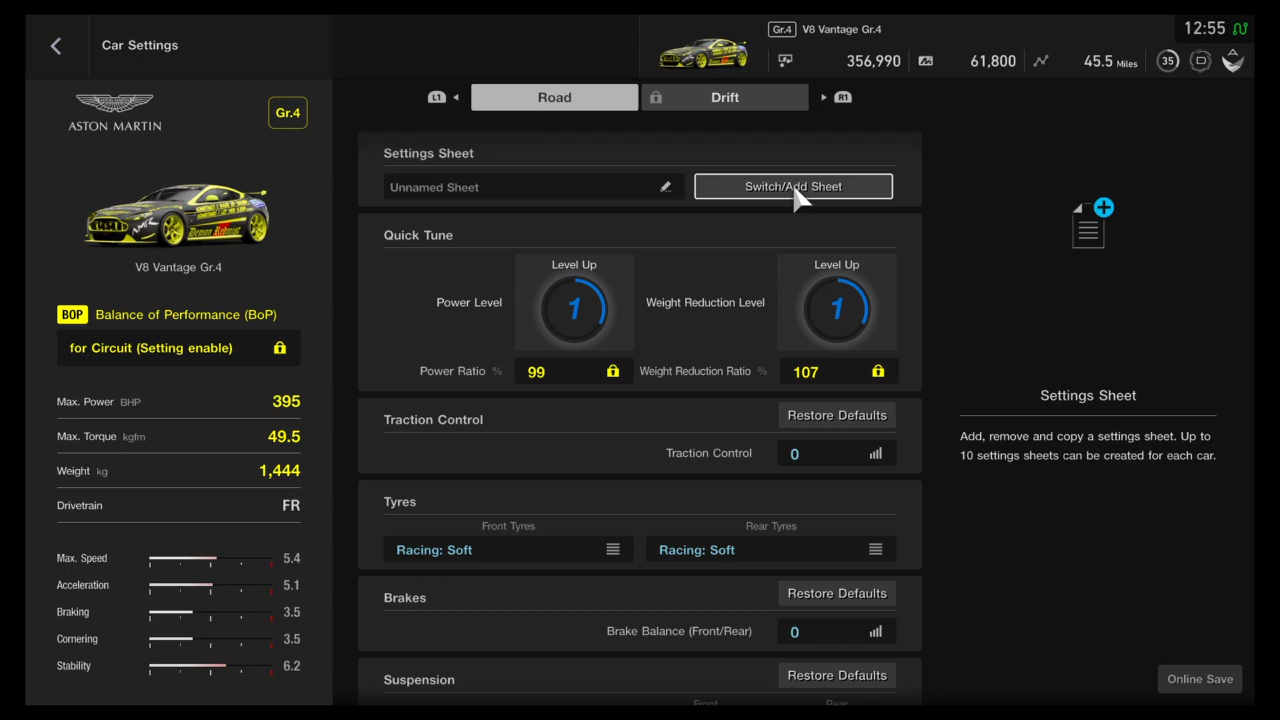 Car Settings
Gr.4 V8 Vantage Gr.4
12:55
356,990
61,800
45.5 Miles
35
ASTON MARTIN
Gr.4
V8 Vantage Gr.4
BOP Balance of Performance (BoP)
for Circuit (Setting enable)
Max. Power BHP 395
Max. Torque kgfm 49.5
Weight kg 1,444
Drivetrain FR
Max. Speed 5.4
Acceleration 5.1
Braking 3.5
Cornering 3.5
Stability 6.2
L1 Road Drift R1
Settings Sheet
Unnamed Sheet Switch/Add Sheet
Quick Tune
Level Up Level Up
Power Level 1 Weight Reduction Level 1
Power Ratio % 99 Weight Reduction Ratio % 107
Traction Control Restore Defaults
Traction Control 0
Tyres
Front Tyres Rear Tyres
Racing: Soft Racing: Soft
Brakes Restore Defaults
Brake Balance (Front/Rear) 0
Suspension Restore Defaults
Front Rear
Settings Sheet
Add, remove and copy a settings sheet. Up to
10 settings sheets can be created for each car.
Online Save